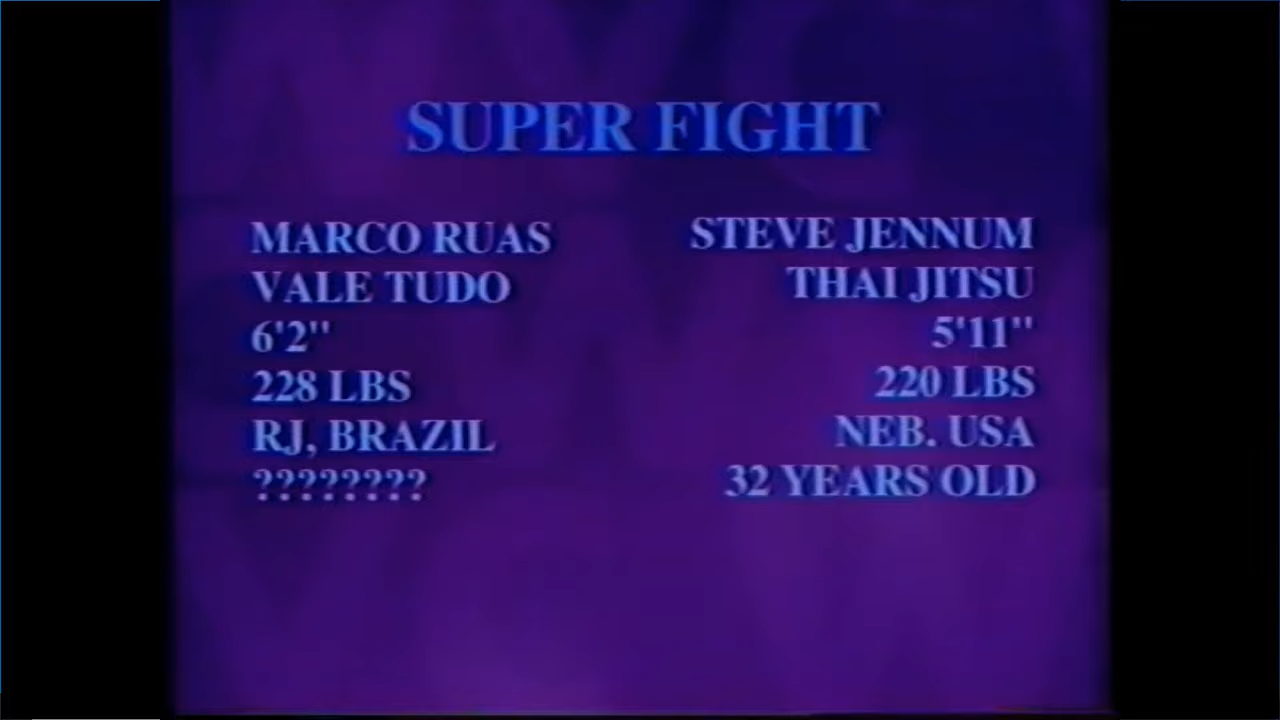 SUPER FIGHT
MARCO RUAS
VALE TUDO
6'2"
228 LBS
RJ, BRAZIL
????????
STEVE JENNUM
THAI JITSU
5'11"
220 LBS
NEB. USA
32 YEARS OLD